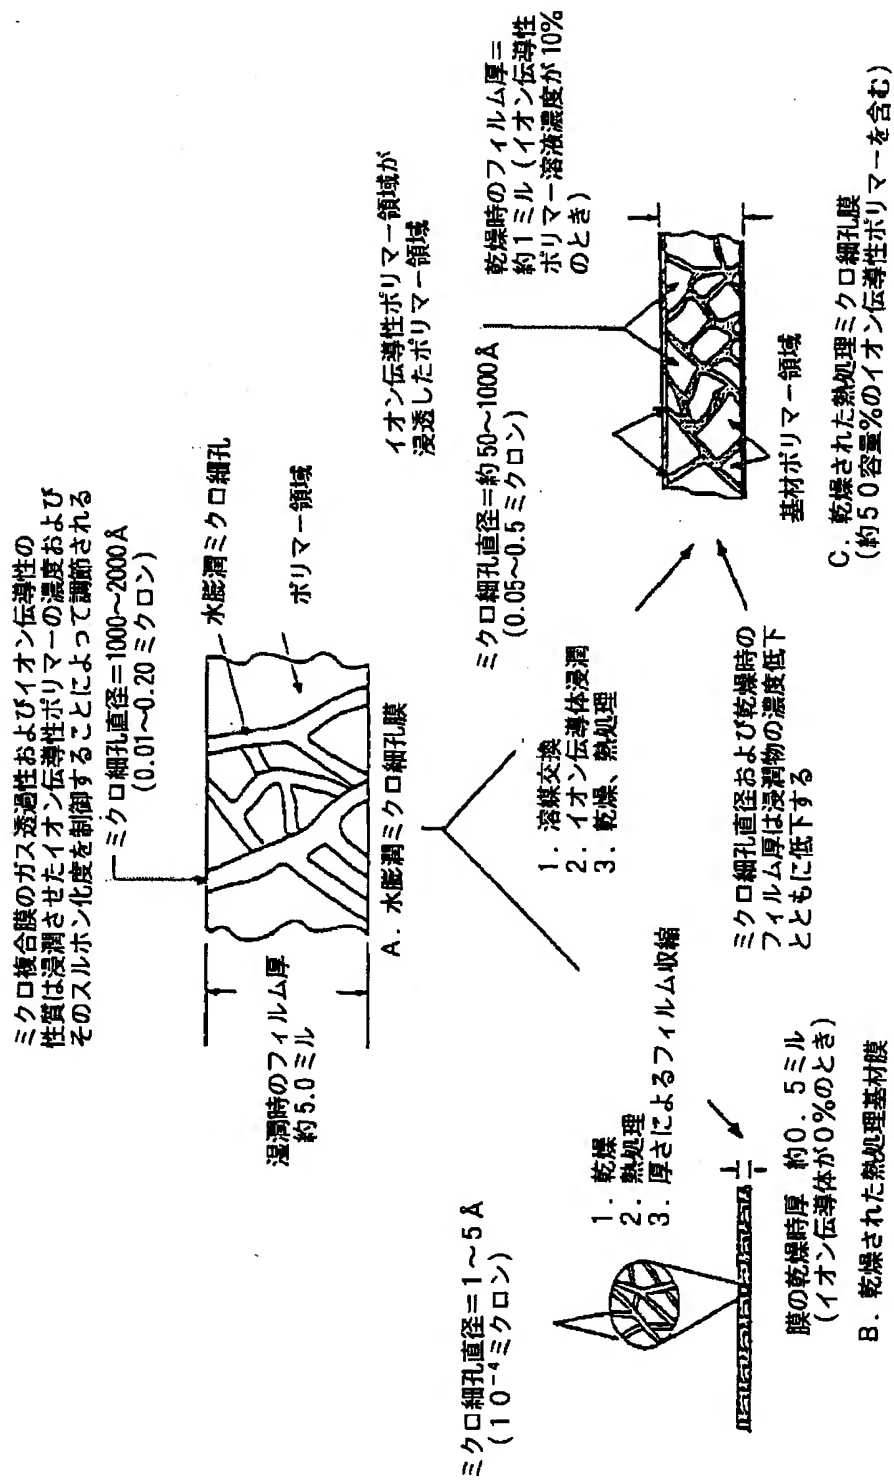 ミクロ複合膜のガス透過性およびイオン伝導性の
性質は浸潤させたイオン伝導性ポリマーの濃度および
そのスルホン化度を制御することによって調節される
ミクロ細孔直径=1000~2000Å
(0.01~0.20ミクロン)
水膨潤ミクロ細孔
ポリマー領域
湿潤時のフィルム厚
約5.0ミル
A. 水膨潤ミクロ細孔膜
イオン伝導性ポリマー領域が
浸透したポリマー領域
1. 溶媒交換
2. イオン伝導体浸潤
3. 乾燥、熱処理
ミクロ細孔直径=約50~1000Å
(0.05~0.5ミクロン)
乾燥時のフィルム厚=
約1ミル(イオン伝導性
ポリマー溶液濃度が10%
のとき)
基材ポリマー領域
C. 乾燥された熱処理ミクロ細孔膜
(約50容量%のイオン伝導性ポリマーを含む)
ミクロ細孔直径および乾燥時の
フィルム厚は浸潤物の濃度低下
とともに低下する
ミクロ細孔直径=1~5Å
(10⁻⁴ミクロン)
1. 乾燥
2. 熱処理
3. 厚さによるフィルム収縮
膜の乾燥時厚 約0.5ミル
(イオン伝導体が0%のとき)
B. 乾燥された熱処理基材膜